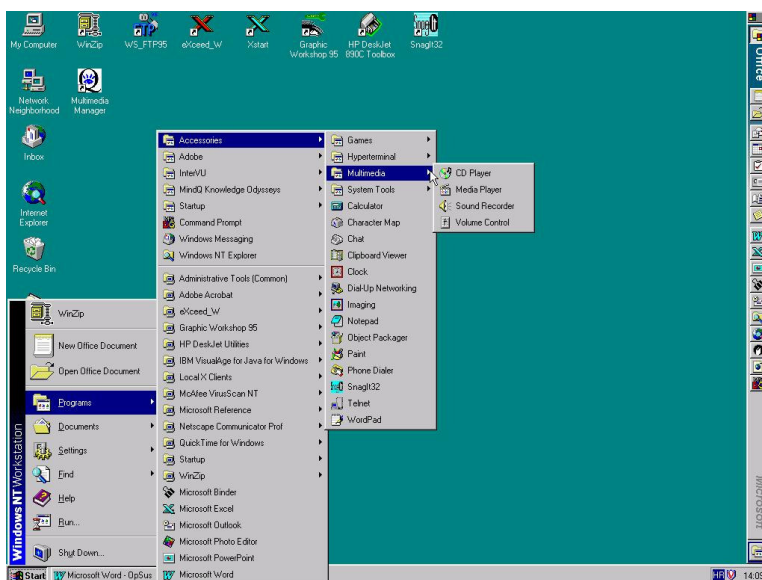 My Computer
WinZip
WS_FTP95
eXceed_W
Xstart
Graphic
Workshop 95
HP DeskJet
890C Toolbox
SnagIt32
Network
Neighborhood
Multimedia
Manager
Inbox
Internet
Explorer
Recycle Bin
WinZip
New Office Document
Open Office Document
Programs
Documents
Settings
Find
Help
Run...
Shut Down...
Windows NT Workstation
Accessories
Adobe
InterVU
MindQ Knowledge Odysseys
Startup
Command Prompt
Windows Messaging
Windows NT Explorer
Administrative Tools (Common)
Adobe Acrobat
eXceed_W
Graphic Workshop 95
HP DeskJet Utilities
IBM VisualAge for Java for Windows
Local X Clients
McAfee VirusScan NT
Microsoft Reference
Netscape Communicator Prof
QuickTime for Windows
Startup
WinZip
Microsoft Binder
Microsoft Excel
Microsoft Outlook
Microsoft Photo Editor
Microsoft PowerPoint
Microsoft Word
Games
Hyperterminal
Multimedia
System Tools
Calculator
Character Map
Chat
Clipboard Viewer
Clock
Dial-Up Networking
Imaging
Notepad
Object Packager
Paint
Phone Dialer
SnagIt32
Telnet
WordPad
CD Player
Media Player
Sound Recorder
Volume Control
Office
Microsoft
Start
Microsoft Word - OpSus
HR
14:05